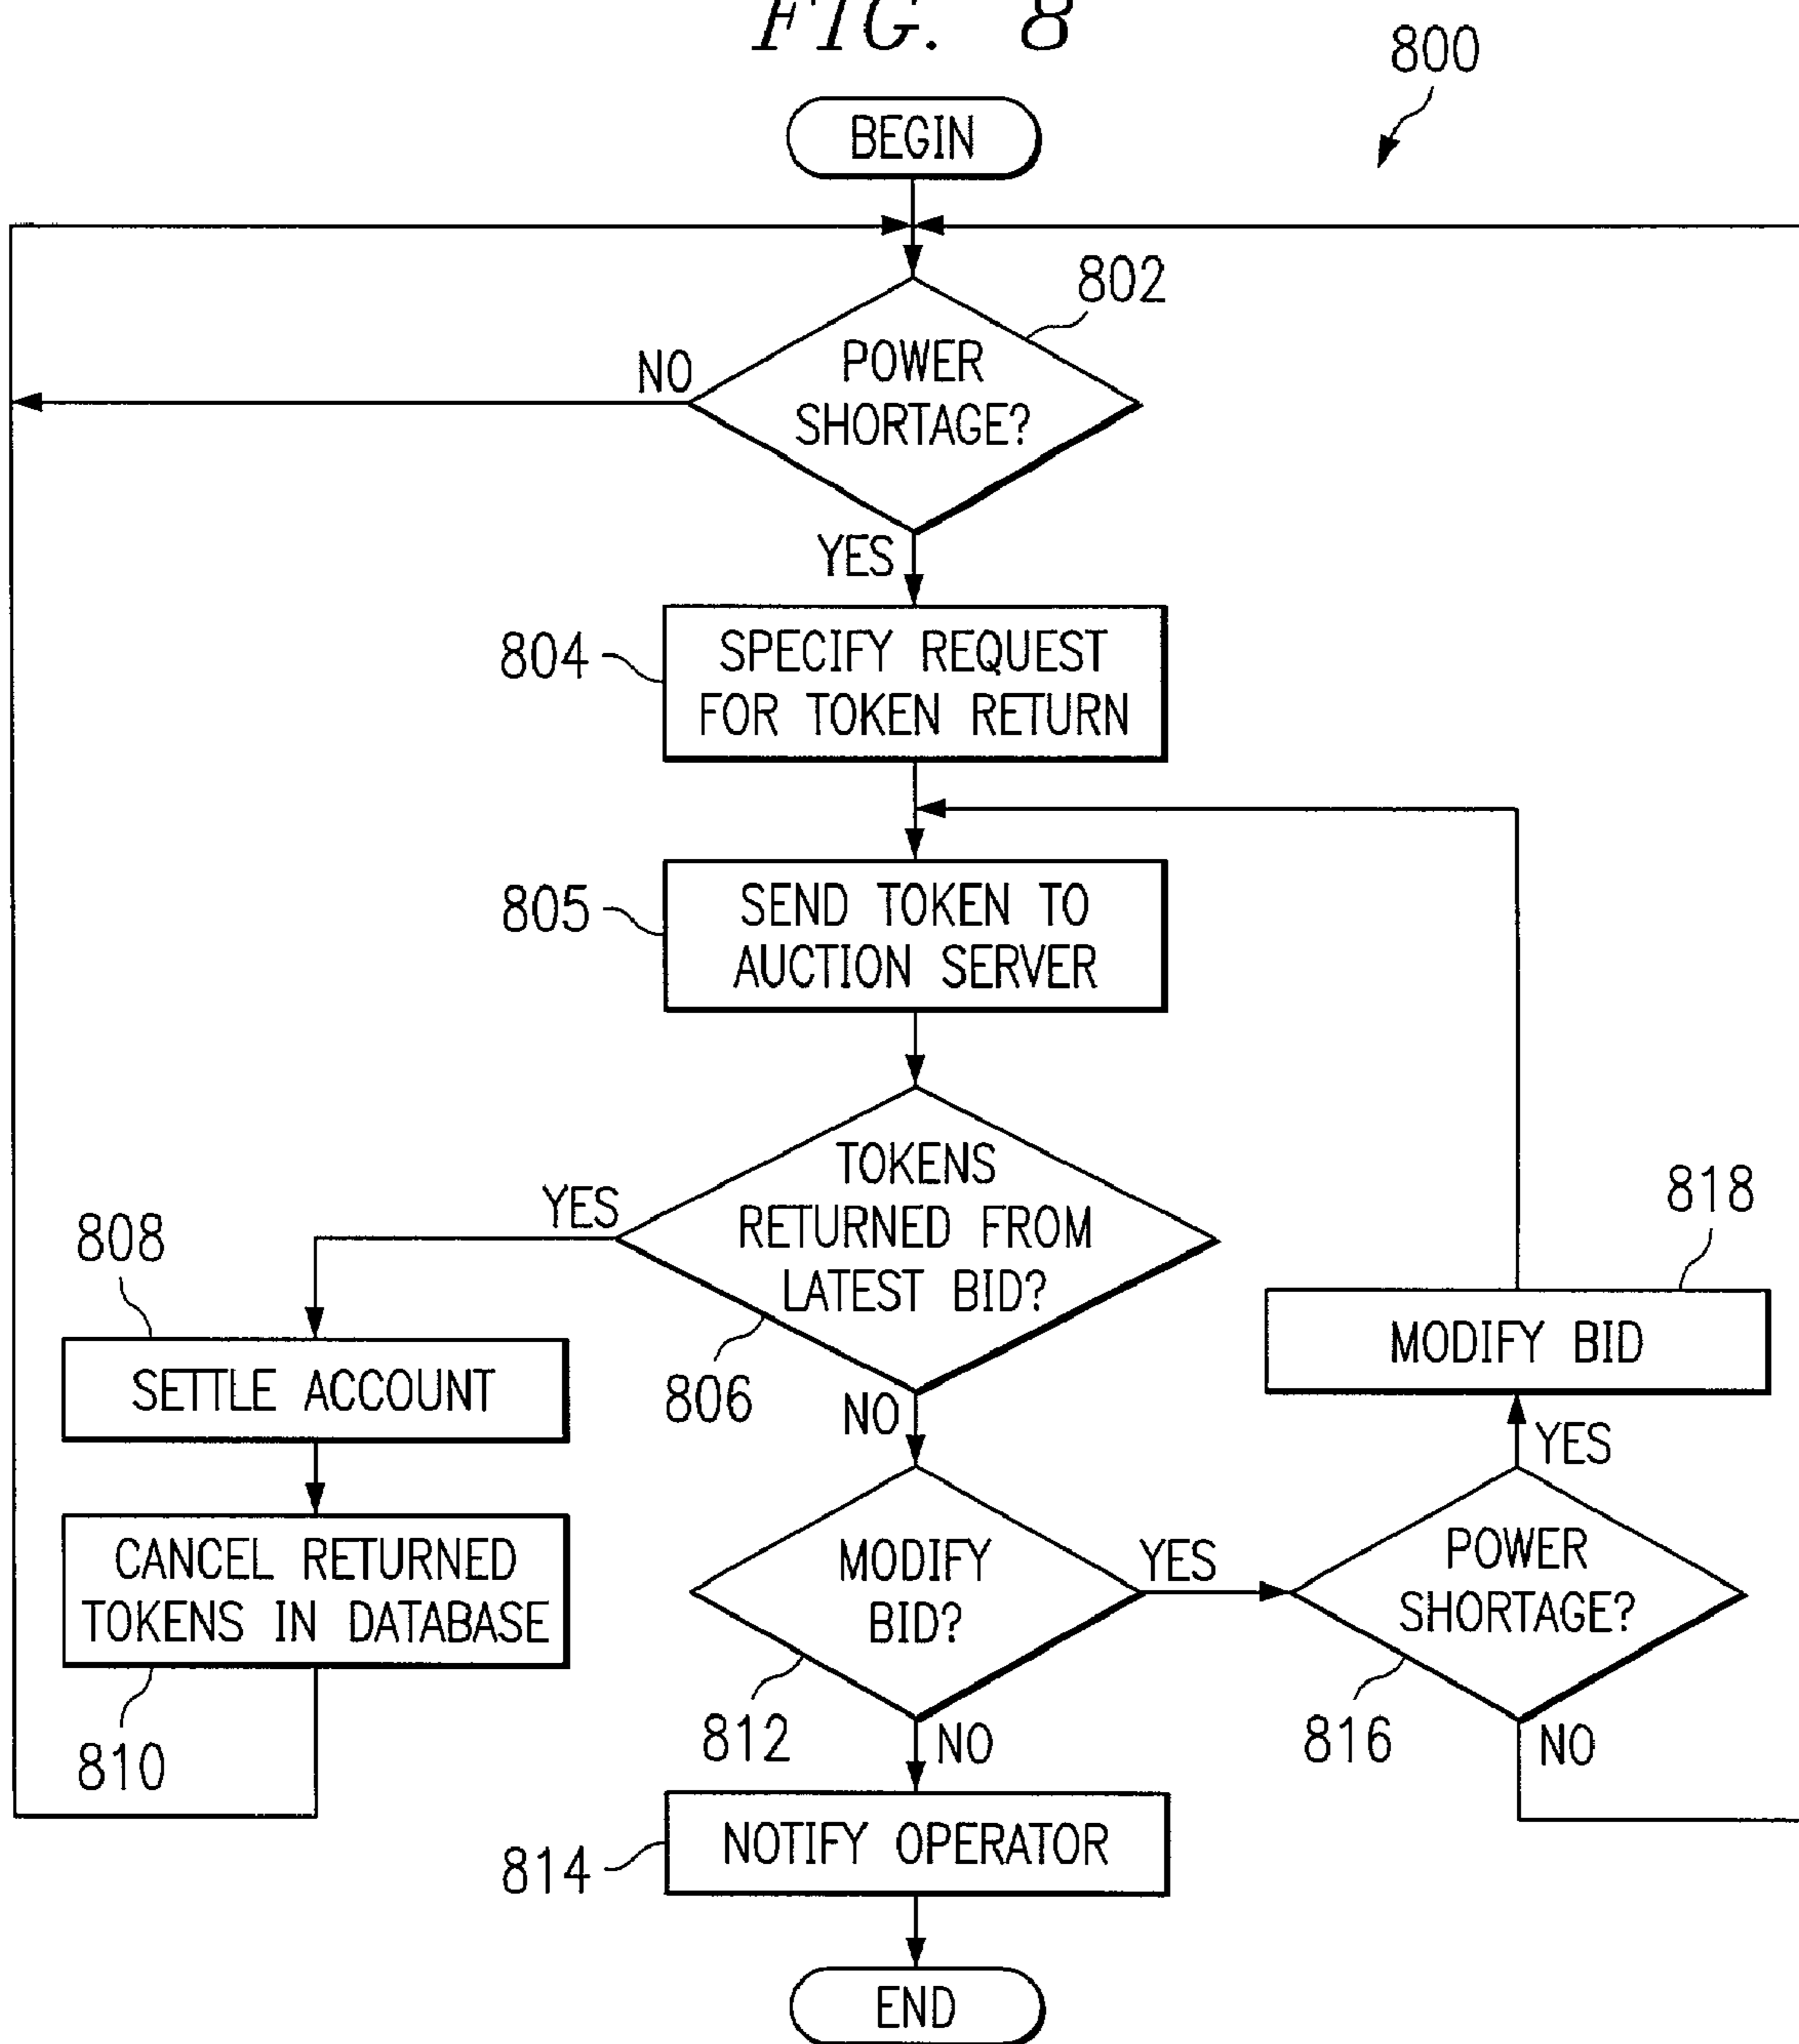 FIG. 8
800
BEGIN
802
POWER
SHORTAGE?
NO
YES
804
SPECIFY REQUEST
FOR TOKEN RETURN
805
SEND TOKEN TO
AUCTION SERVER
TOKENS
RETURNED FROM
LATEST BID?
YES
806
NO
808
SETTLE ACCOUNT
CANCEL RETURNED
TOKENS IN DATABASE
810
MODIFY
BID?
YES
812
NO
818
MODIFY BID
YES
POWER
SHORTAGE?
816
NO
814
NOTIFY OPERATOR
END